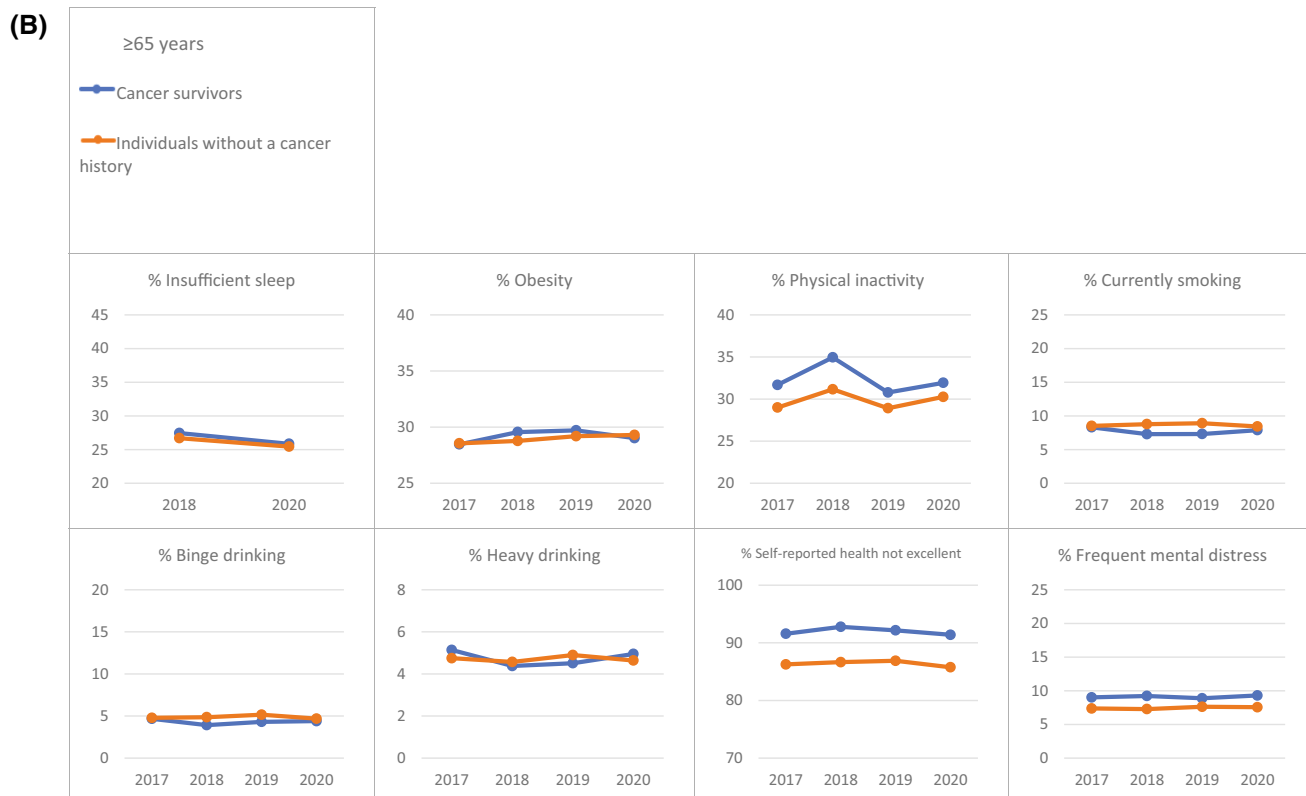 (B)
≥65 years
Cancer survivors
Individuals without a cancer
history
% Insufficient sleep
45
40
35
30
25
20
2018 2020
% Obesity
40
35
30
25
2017 2018 2019 2020
% Physical inactivity
40
35
30
25
20
2017 2018 2019 2020
% Currently smoking
25
20
15
10
5
0
2017 2018 2019 2020
% Binge drinking
20
15
10
5
0
2017 2018 2019 2020
% Heavy drinking
8
6
4
2
0
2017 2018 2019 2020
% Self-reported health not excellent
100
90
80
70
2017 2018 2019 2020
% Frequent mental distress
25
20
15
10
5
0
2017 2018 2019 2020